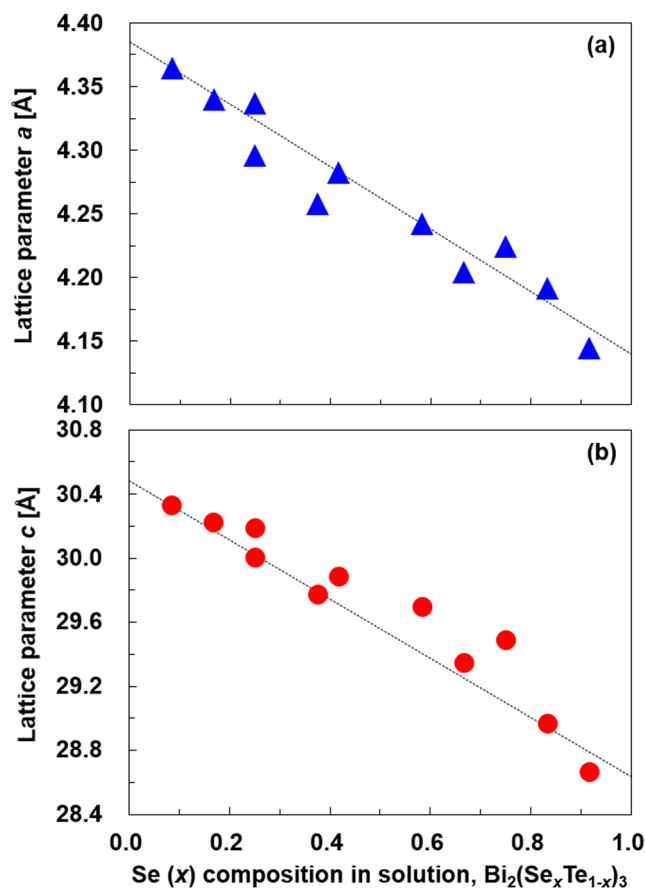 (a)
Lattice parameter a [Å]
4.40
4.35
4.30
4.25
4.20
4.15
4.10
(b)
Lattice parameter c [Å]
30.8
30.4
30.0
29.6
29.2
28.8
28.4
0.0 0.2 0.4 0.6 0.8 1.0
Se (x) composition in solution, Bi₂(SeₓTe₁₋ₓ)₃